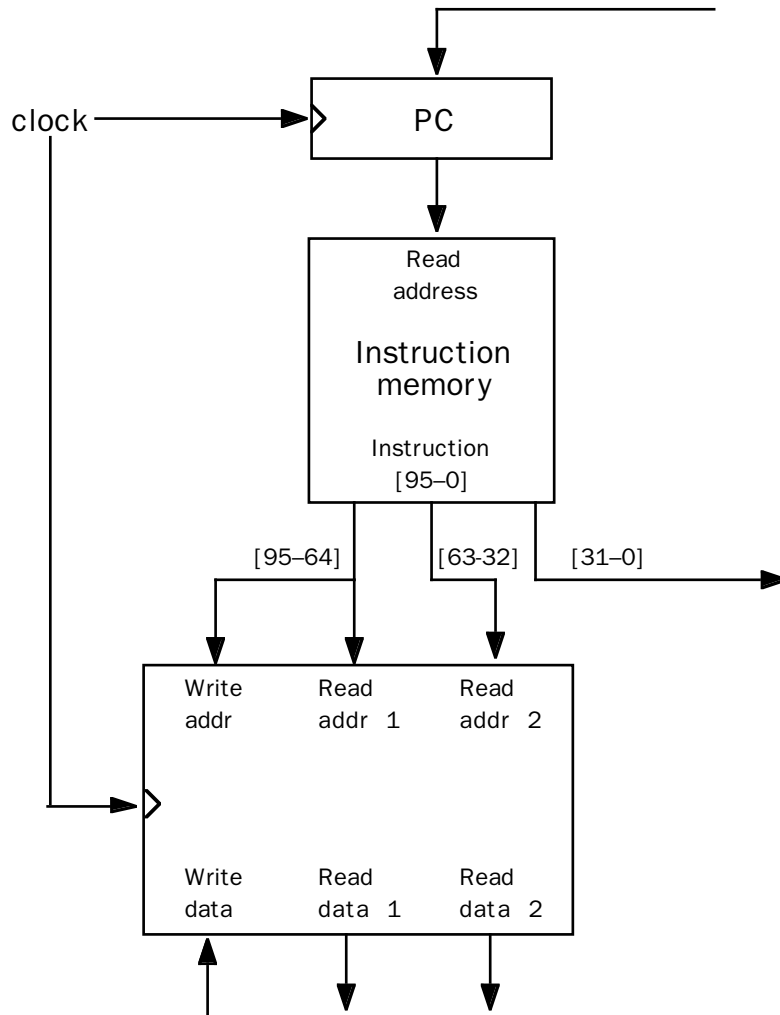 clock
PC
Read
address
Instruction
memory
Instruction
[95–0]
[95–64]
[63-32]
[31–0]
Write
addr
Read
addr 1
Read
addr 2
Write
data
Read
data 1
Read
data 2